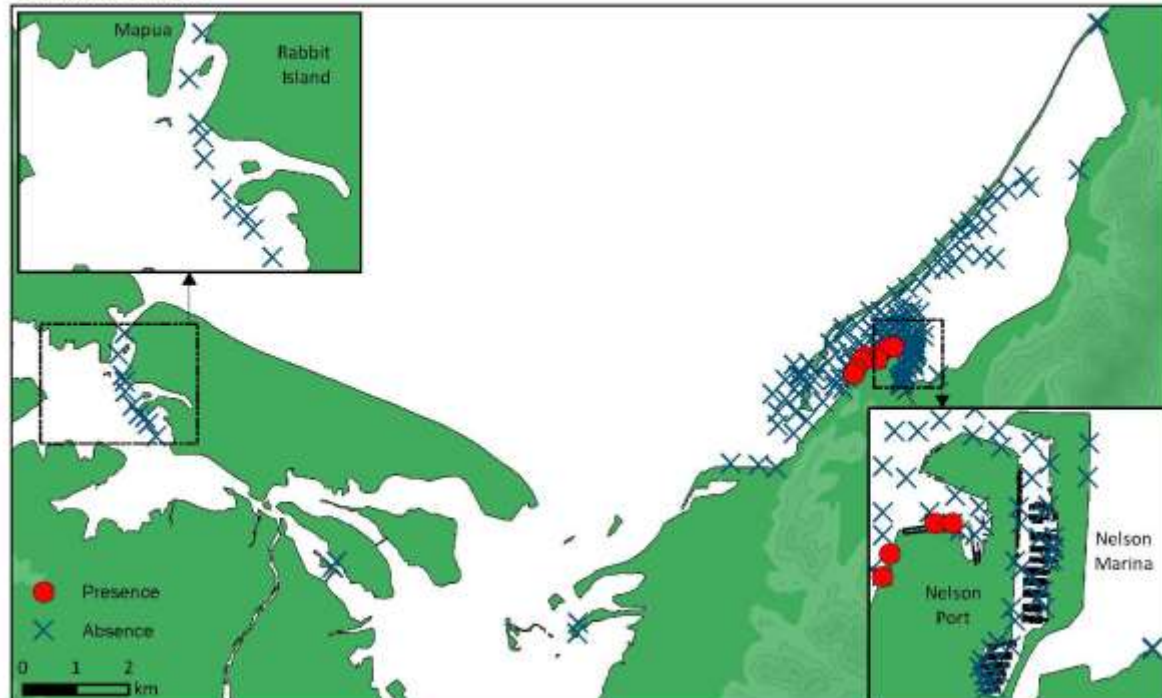 Mapua
Rabbit
Island
Nelson
Marina
Nelson
Port
Presence
Absence
0 1 2
km